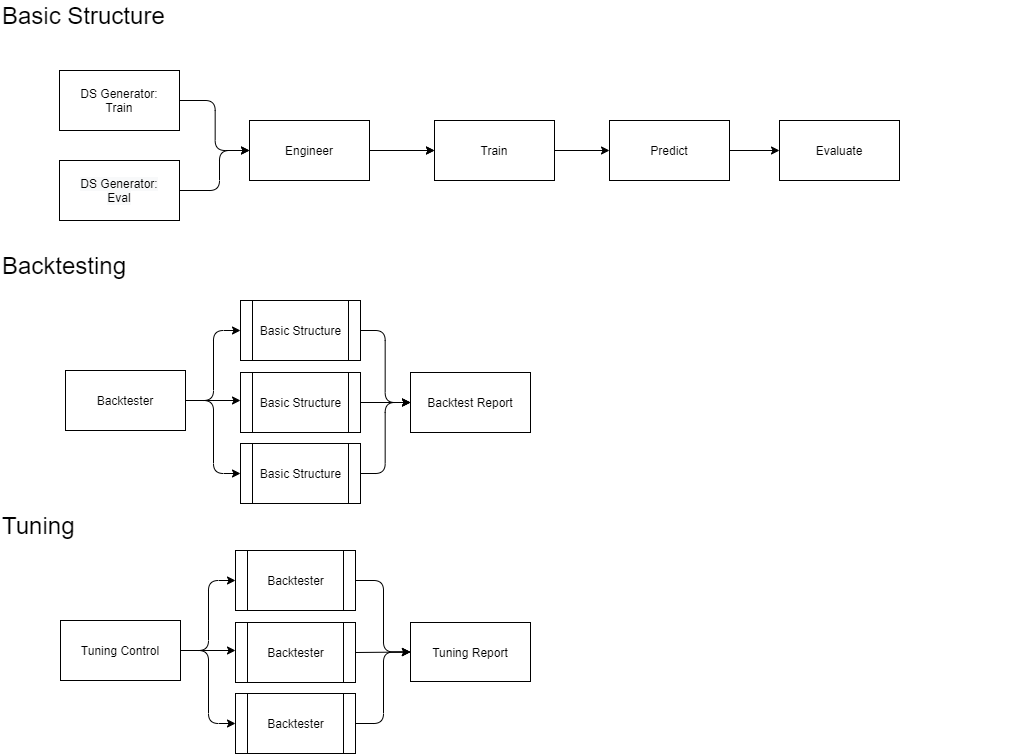 Basic Structure
DS Generator:
Train
DS Generator:
Eval
Engineer
Train
Predict
Evaluate
Backtesting
Backtester
Basic Structure
Basic Structure
Basic Structure
Backtest Report
Tuning
Tuning Control
Backtester
Backtester
Backtester
Tuning Report